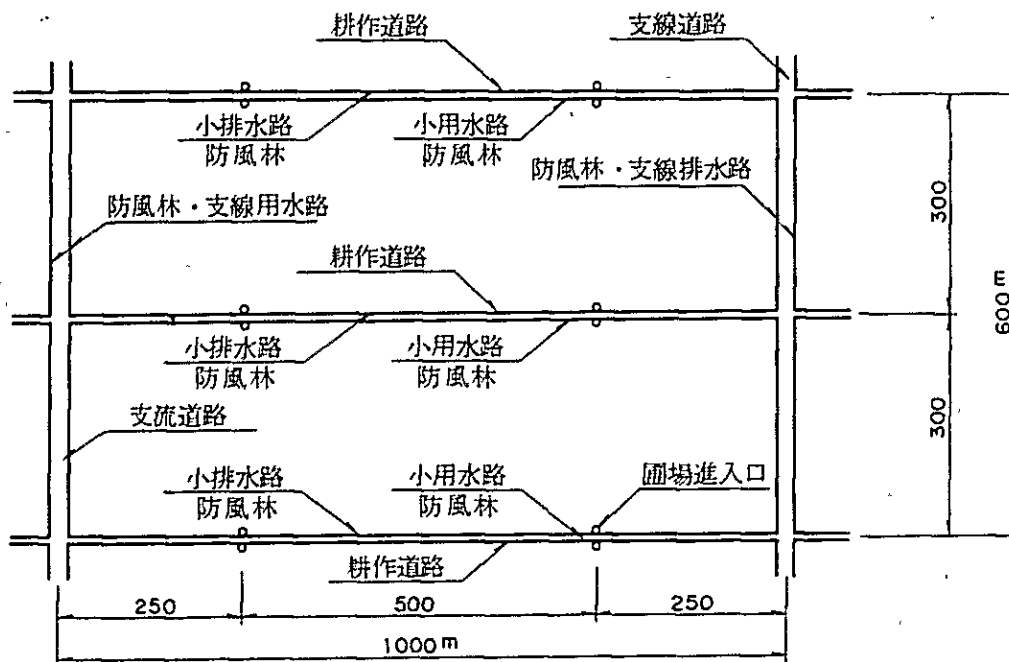 耕作道路
支線道路
小排水路
防風林
小用水路
防風林
防風林・支線排水路
防風林・支線用水路
300
耕作道路
600m
小排水路
防風林
小用水路
防風林
支流道路
300
小排水路
防風林
小用水路
防風林
圃場進入口
耕作道路
250
500
250
1000m